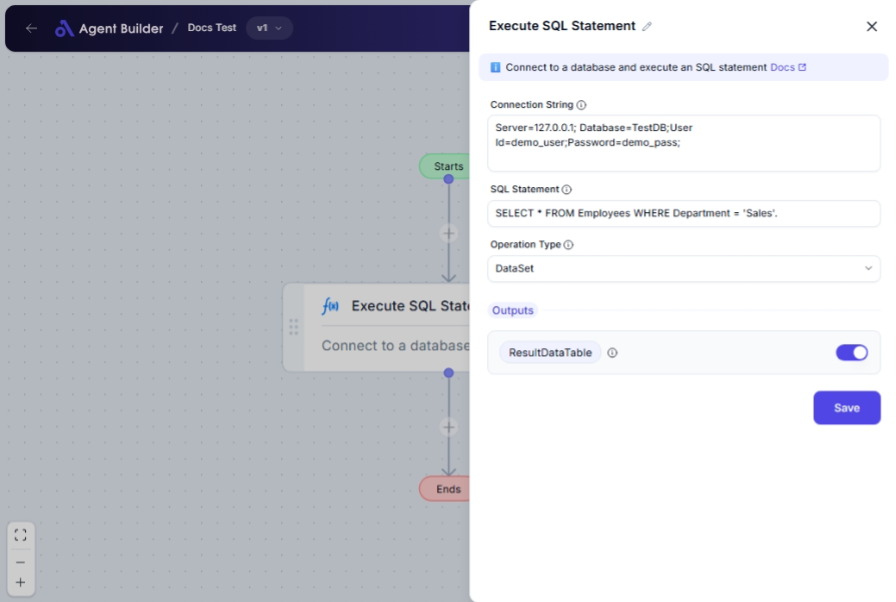 Agent Builder / Docs Test v1
Starts
Execute SQL State
Connect to a database
Ends
Execute SQL Statement
Connect to a database and execute an SQL statement Docs
Connection String
Server=127.0.0.1; Database=TestDB;User
Id=demo_user;Password=demo_pass;
SQL Statement
SELECT * FROM Employees WHERE Department = 'Sales'.
Operation Type
DataSet
Outputs
ResultDataTable
Save